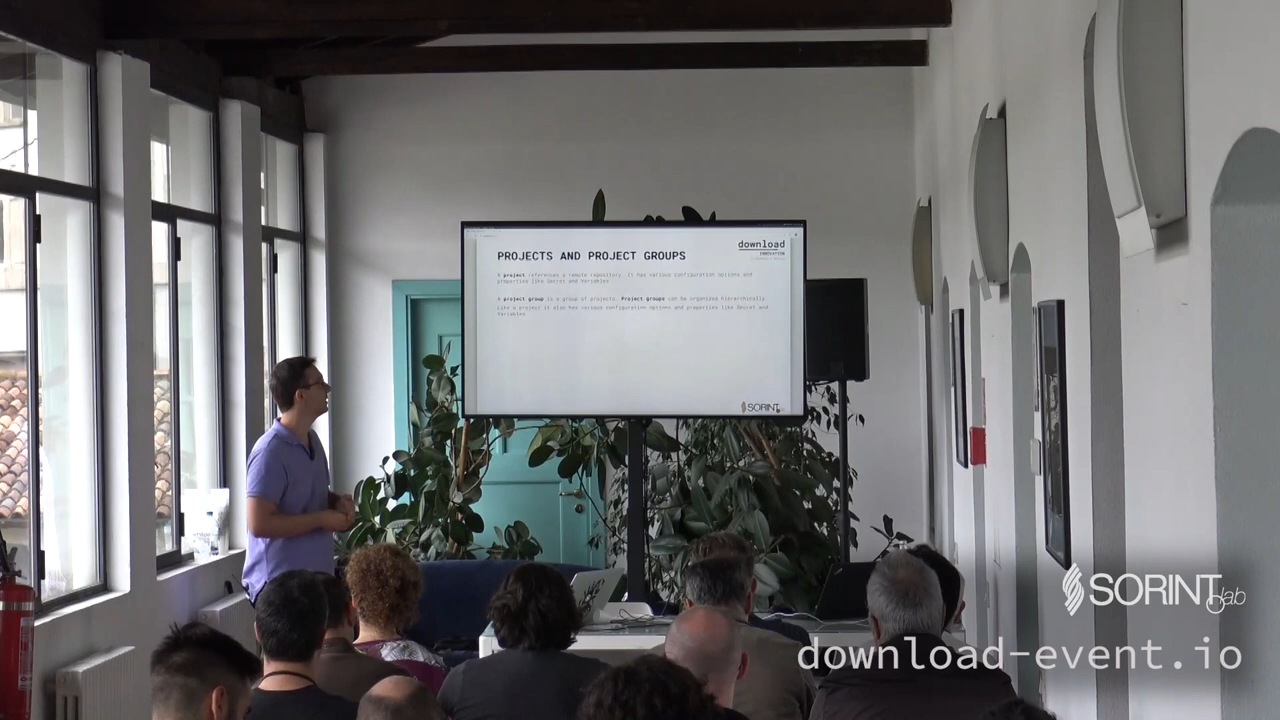 PROJECTS AND PROJECT GROUPS
download
INNOVATION
A project references a remote repository. It has various configuration options and
properties like Secret and Variables
A project group is a group of projects. Project groups can be organized hierarchically.
Like a project it also has various configuration options and properties like Secret and
Variables
SORINT
SORINTlab
download-event.io